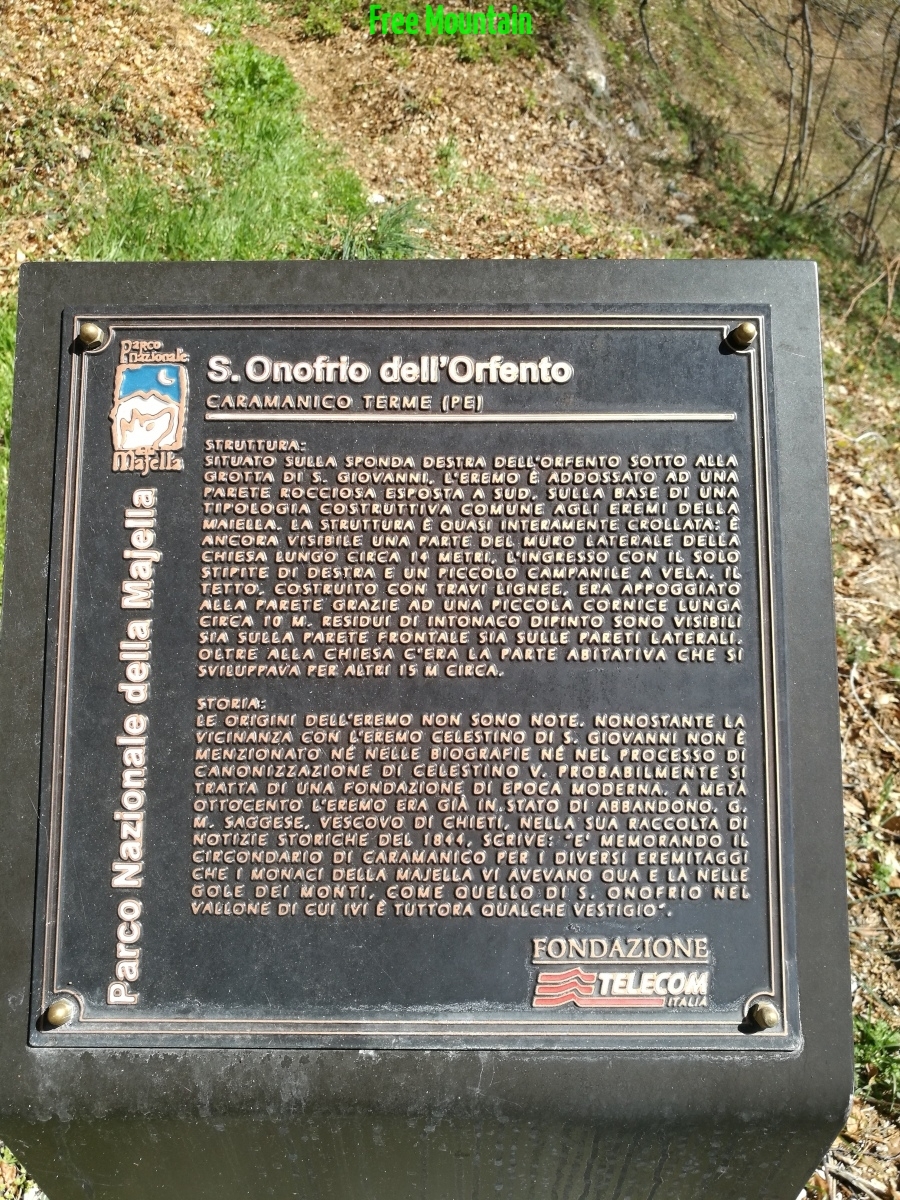 Free Mountain
Parco
nazionale
Majella
Parco Nazionale della Majella
S. Onofrio dell'Orfento
CARAMANICO TERME (PE)
STRUTTURA:
SITUATO SULLA SPONDA DESTRA DELL'ORFENTO SOTTO ALLA
GROTTA DI S. GIOVANNI, L'EREMO È ADDOSSATO AD UNA
PARETE ROCCIOSA ESPOSTA A SUD, SULLA BASE DI UNA
TIPOLOGIA COSTRUTTIVA COMUNE AGLI EREMI DELLA
MAIELLA. LA STRUTTURA È QUASI INTERAMENTE CROLLATA: È
ANCORA VISIBILE UNA PARTE DEL MURO LATERALE DELLA
CHIESA LUNGO CIRCA 14 METRI, L'INGRESSO CON IL SOLO
STIPITE DI DESTRA E UN PICCOLO CAMPANILE A VELA. IL
TETTO, COSTRUITO CON TRAVI LIGNEE, ERA APPOGGIATO
ALLA PARETE GRAZIE AD UNA PICCOLA CORNICE LUNGA
CIRCA 10 M. RESIDUI DI INTONACO DIPINTO SONO VISIBILI
SIA SULLA PARETE FRONTALE SIA SULLE PARETI LATERALI.
OLTRE ALLA CHIESA C'ERA LA PARTE ABITATIVA CHE SI
SVILUPPAVA PER ALTRI 15 M CIRCA.
STORIA:
LE ORIGINI DELL'EREMO NON SONO NOTE. NONOSTANTE LA
VICINANZA CON L'EREMO CELESTINO DI S. GIOVANNI NON È
MENZIONATO NÉ NELLE BIOGRAFIE NÉ NEL PROCESSO DI
CANONIZZAZIONE DI CELESTINO V. PROBABILMENTE SI
TRATTA DI UNA FONDAZIONE DI EPOCA MODERNA. A METÀ
OTTOCENTO L'EREMO ERA GIÀ IN STATO DI ABBANDONO. G.
M. SAGGESE, VESCOVO DI CHIETI, NELLA SUA RACCOLTA DI
NOTIZIE STORICHE DEL 1844, SCRIVE: "E' MEMORANDO IL
CIRCONDARIO DI CARAMANICO PER I DIVERSI EREMITAGGI
CHE I MONACI DELLA MAJELLA VI AVEVANO QUA E LÀ NELLE
GOLE DEI MONTI, COME QUELLO DI S. ONOFRIO NEL
VALLONE DI CUI IVI È TUTTORA QUALCHE VESTIGIO".
FONDAZIONE
TELECOM
ITALIA